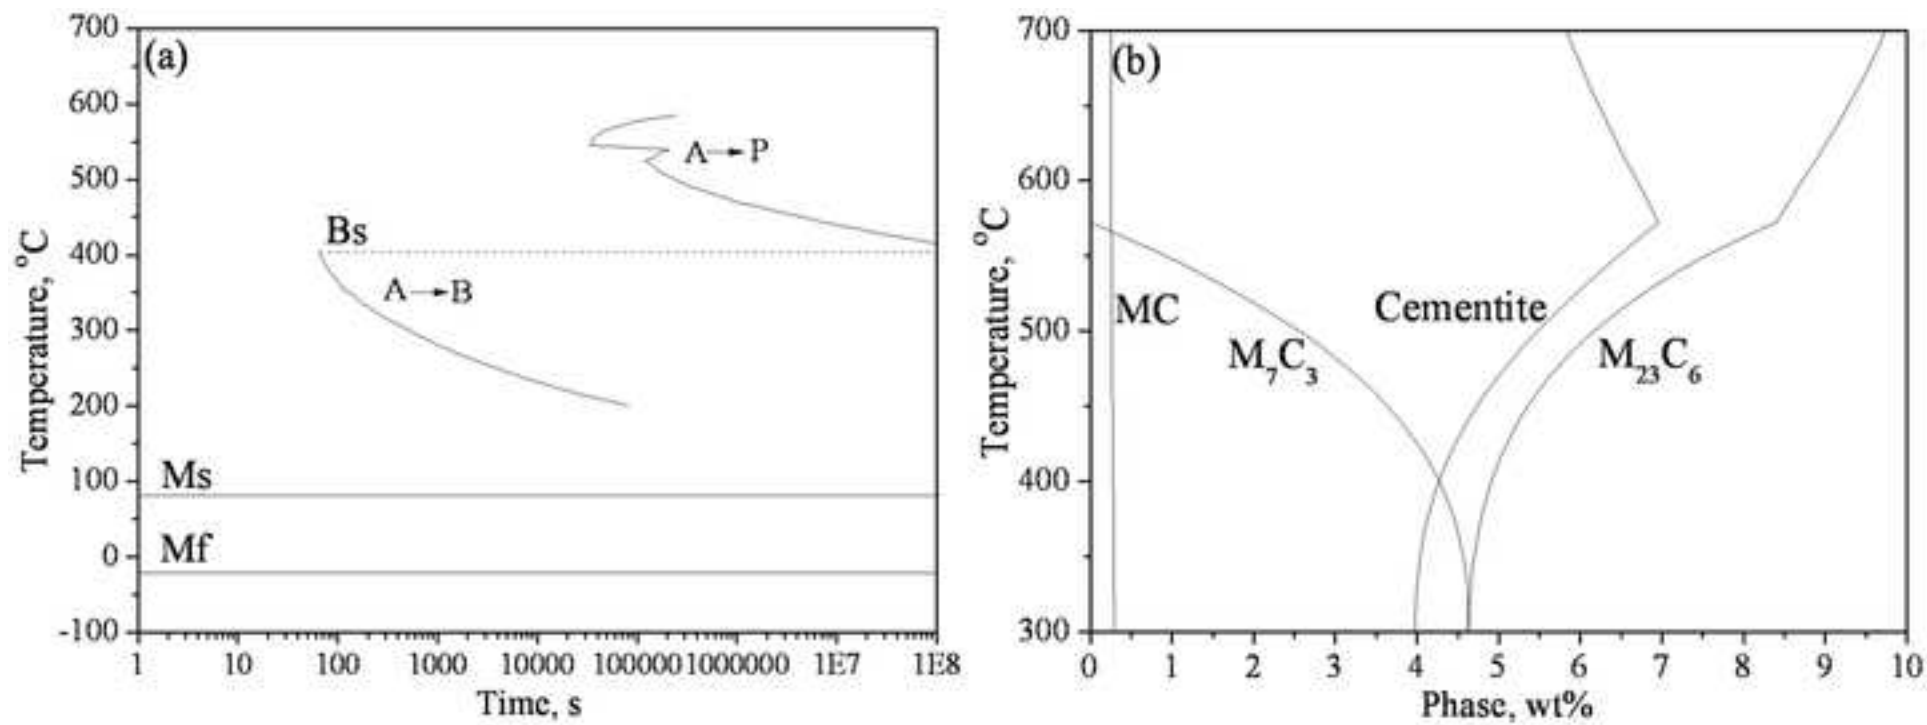 (a)
Temperature, °C
700
600
500
400
300
200
100
0
-100
A→P
Bs
A→B
Ms
Mf
1 10 100 1000 10000 100000 1000000 1E7 1E8
Time, s
(b)
Temperature, °C
700
600
500
400
300
MC
Cementite
M₇C₃
M₂₃C₆
0 1 2 3 4 5 6 7 8 9 10
Phase, wt%